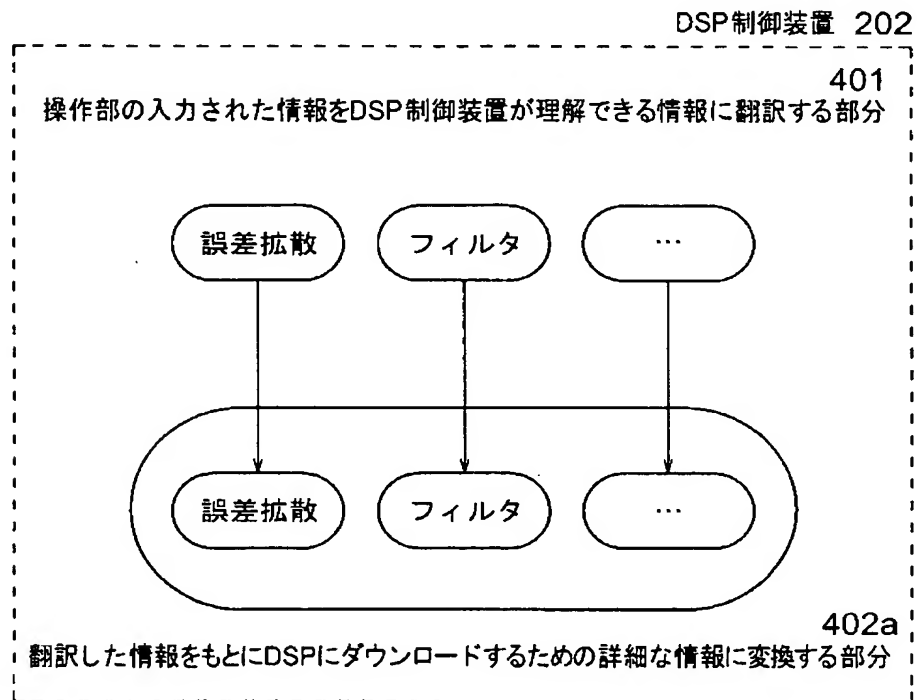 DSP制御装置 202
401
操作部の入力された情報をDSP制御装置が理解できる情報に翻訳する部分
誤差拡散 フィルタ …
誤差拡散 フィルタ …
402a
翻訳した情報をもとにDSPにダウンロードするための詳細な情報に変換する部分